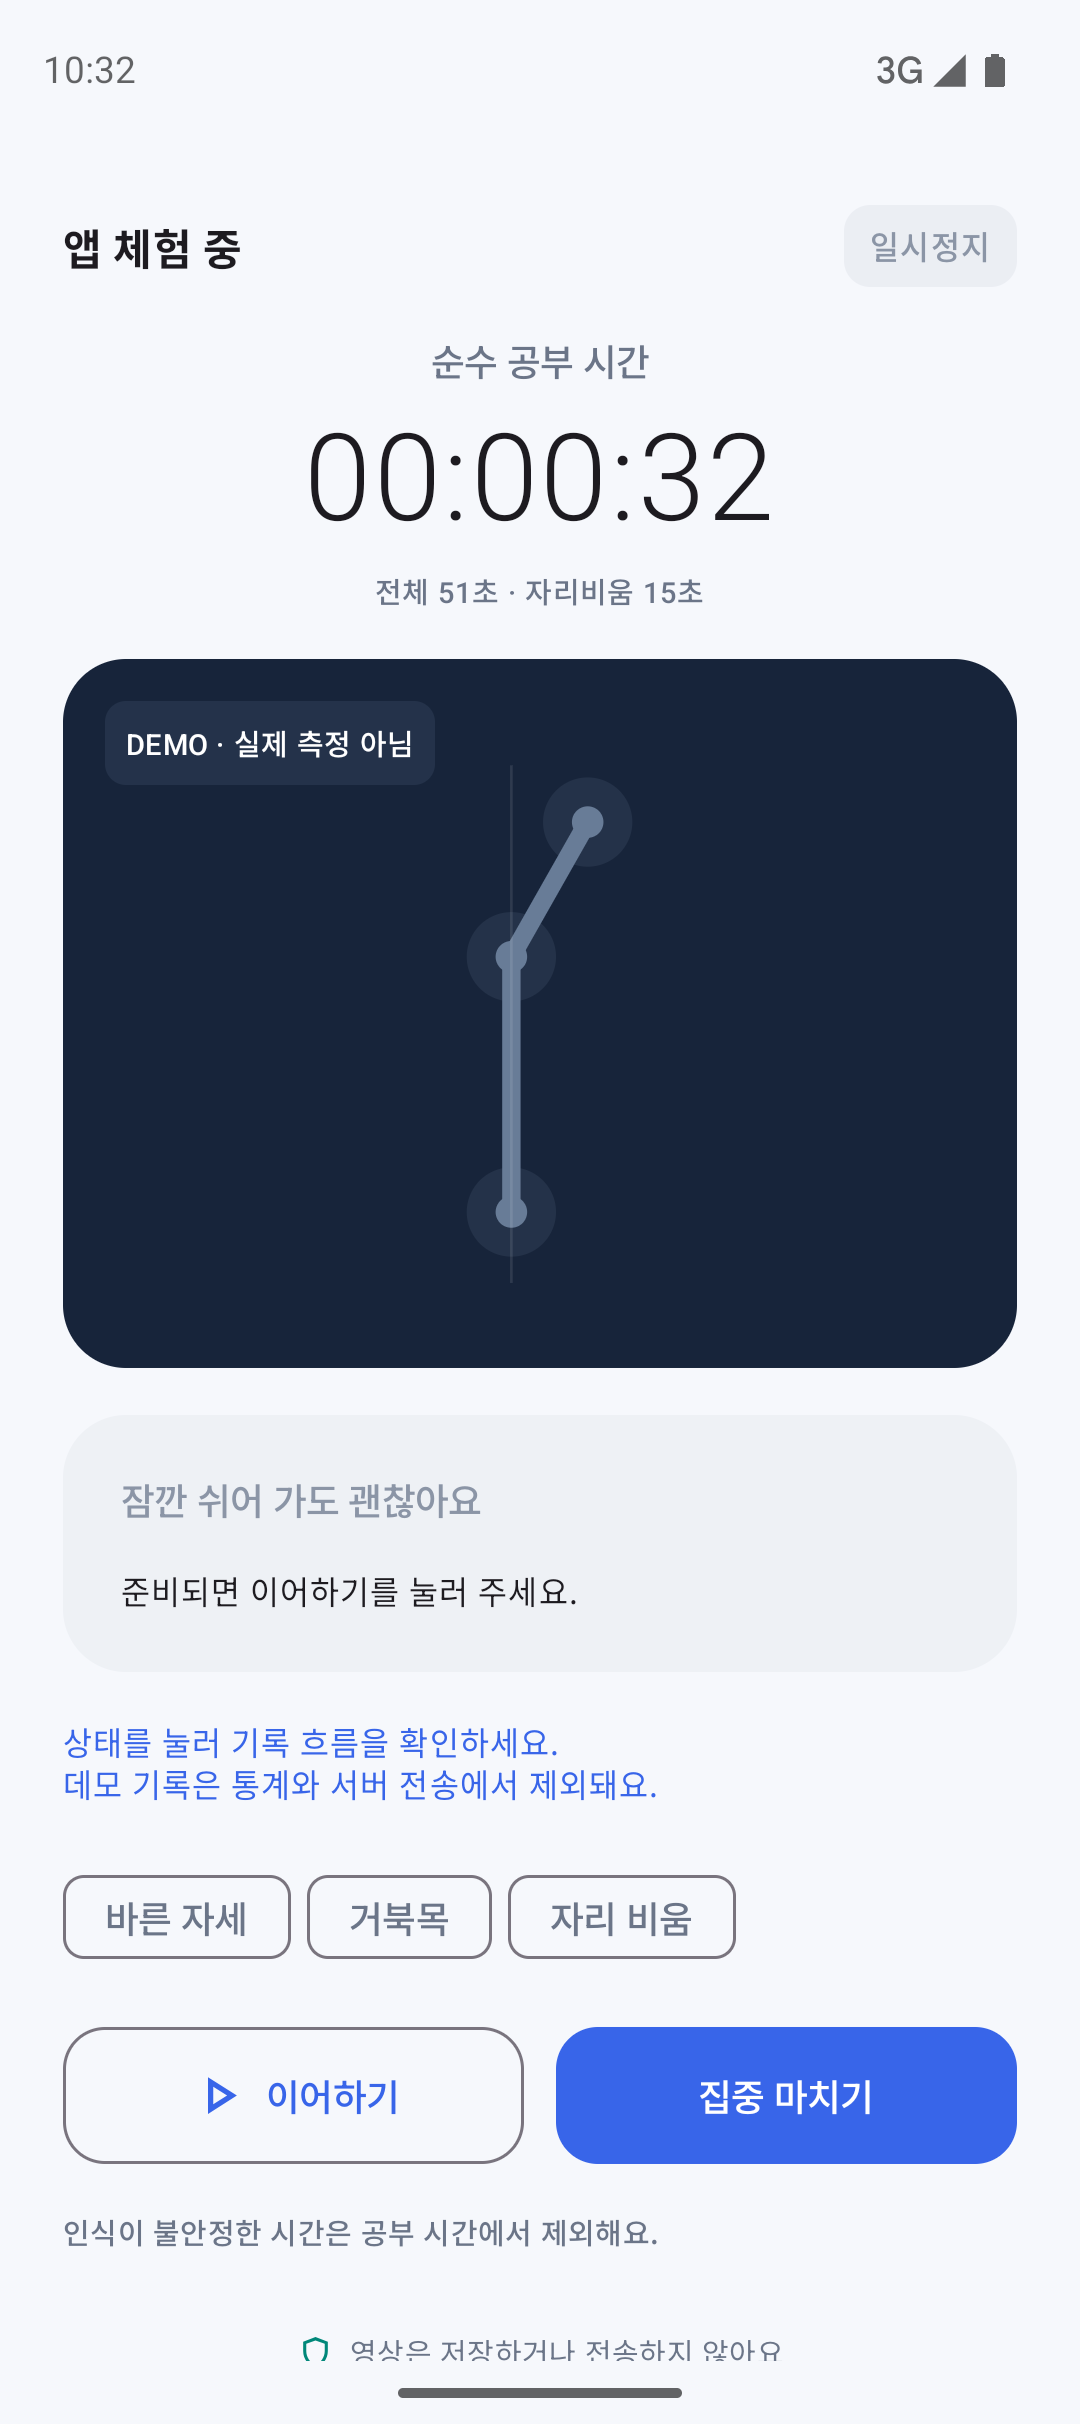 10:32
3G
앱 체험 중
일시정지
순수 공부 시간
00:00:32
전체 51초 · 자리비움 15초
DEMO · 실제 측정 아님
잠깐 쉬어 가도 괜찮아요
준비되면 이어하기를 눌러 주세요.
상태를 눌러 기록 흐름을 확인하세요.
데모 기록은 통계와 서버 전송에서 제외돼요.
바른 자세
거북목
자리 비움
이어하기
집중 마치기
인식이 불안정한 시간은 공부 시간에서 제외해요.
영상은 저장하거나 전송하지 않아요